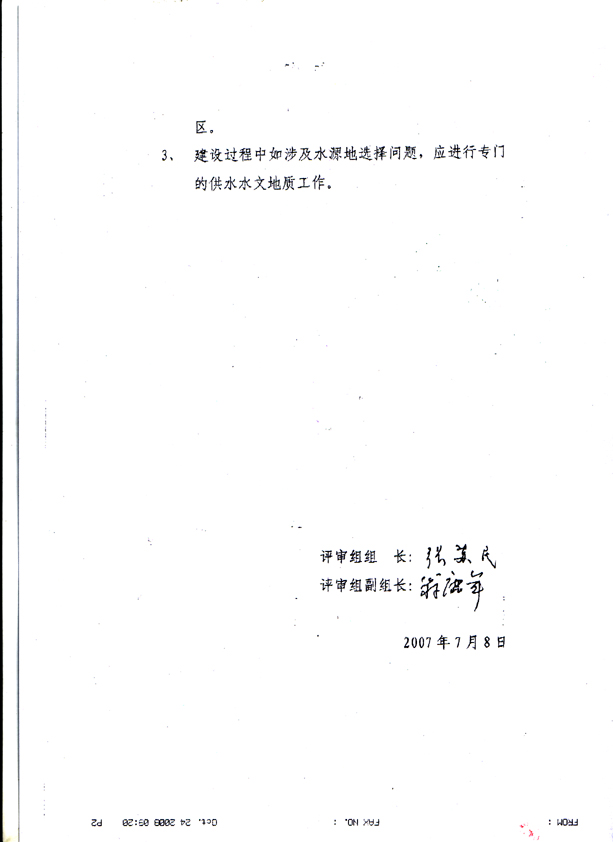 区。
3、 建设过程中如涉及水源地选择问题，应进行专门
的供水水文地质工作。
评审组组 长：张苏民
评审组副组长：
2007年7月8日
FROM : FAX NO. : Oct. 24 2008 09:20 P2